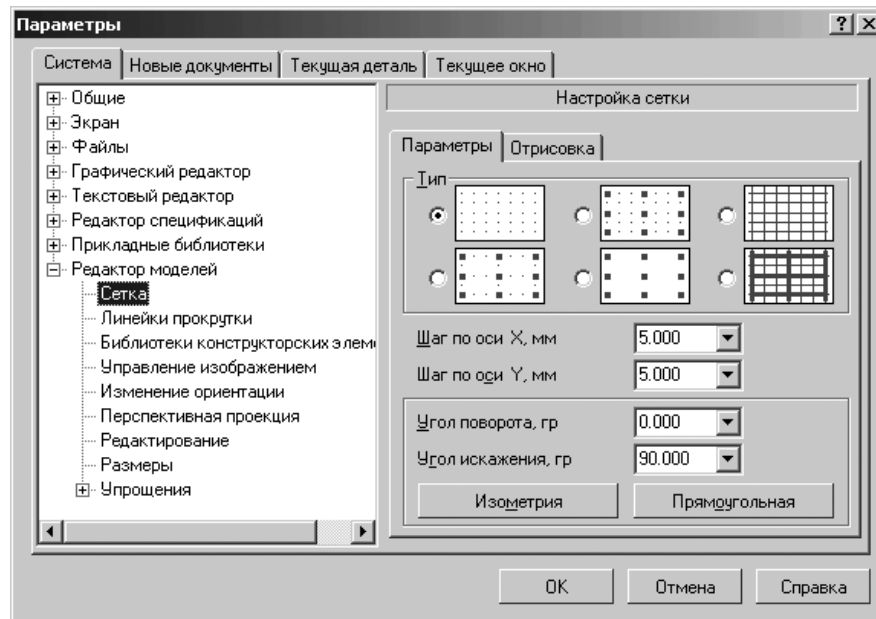 Параметры
Система Новые документы Текущая деталь Текущее окно
Общие
Экран
Файлы
Графический редактор
Текстовый редактор
Редактор спецификаций
Прикладные библиотеки
Редактор моделей
Сетка
Линейки прокрутки
Библиотеки конструкторских элем
Управление изображением
Изменение ориентации
Перспективная проекция
Редактирование
Размеры
Упрощения
Настройка сетки
Параметры Отрисовка
Тип
Шаг по оси X, мм 5.000
Шаг по оси Y, мм 5.000
Угол поворота, гр 0.000
Угол искажения, гр 90.000
Изометрия Прямоугольная
OK Отмена Справка